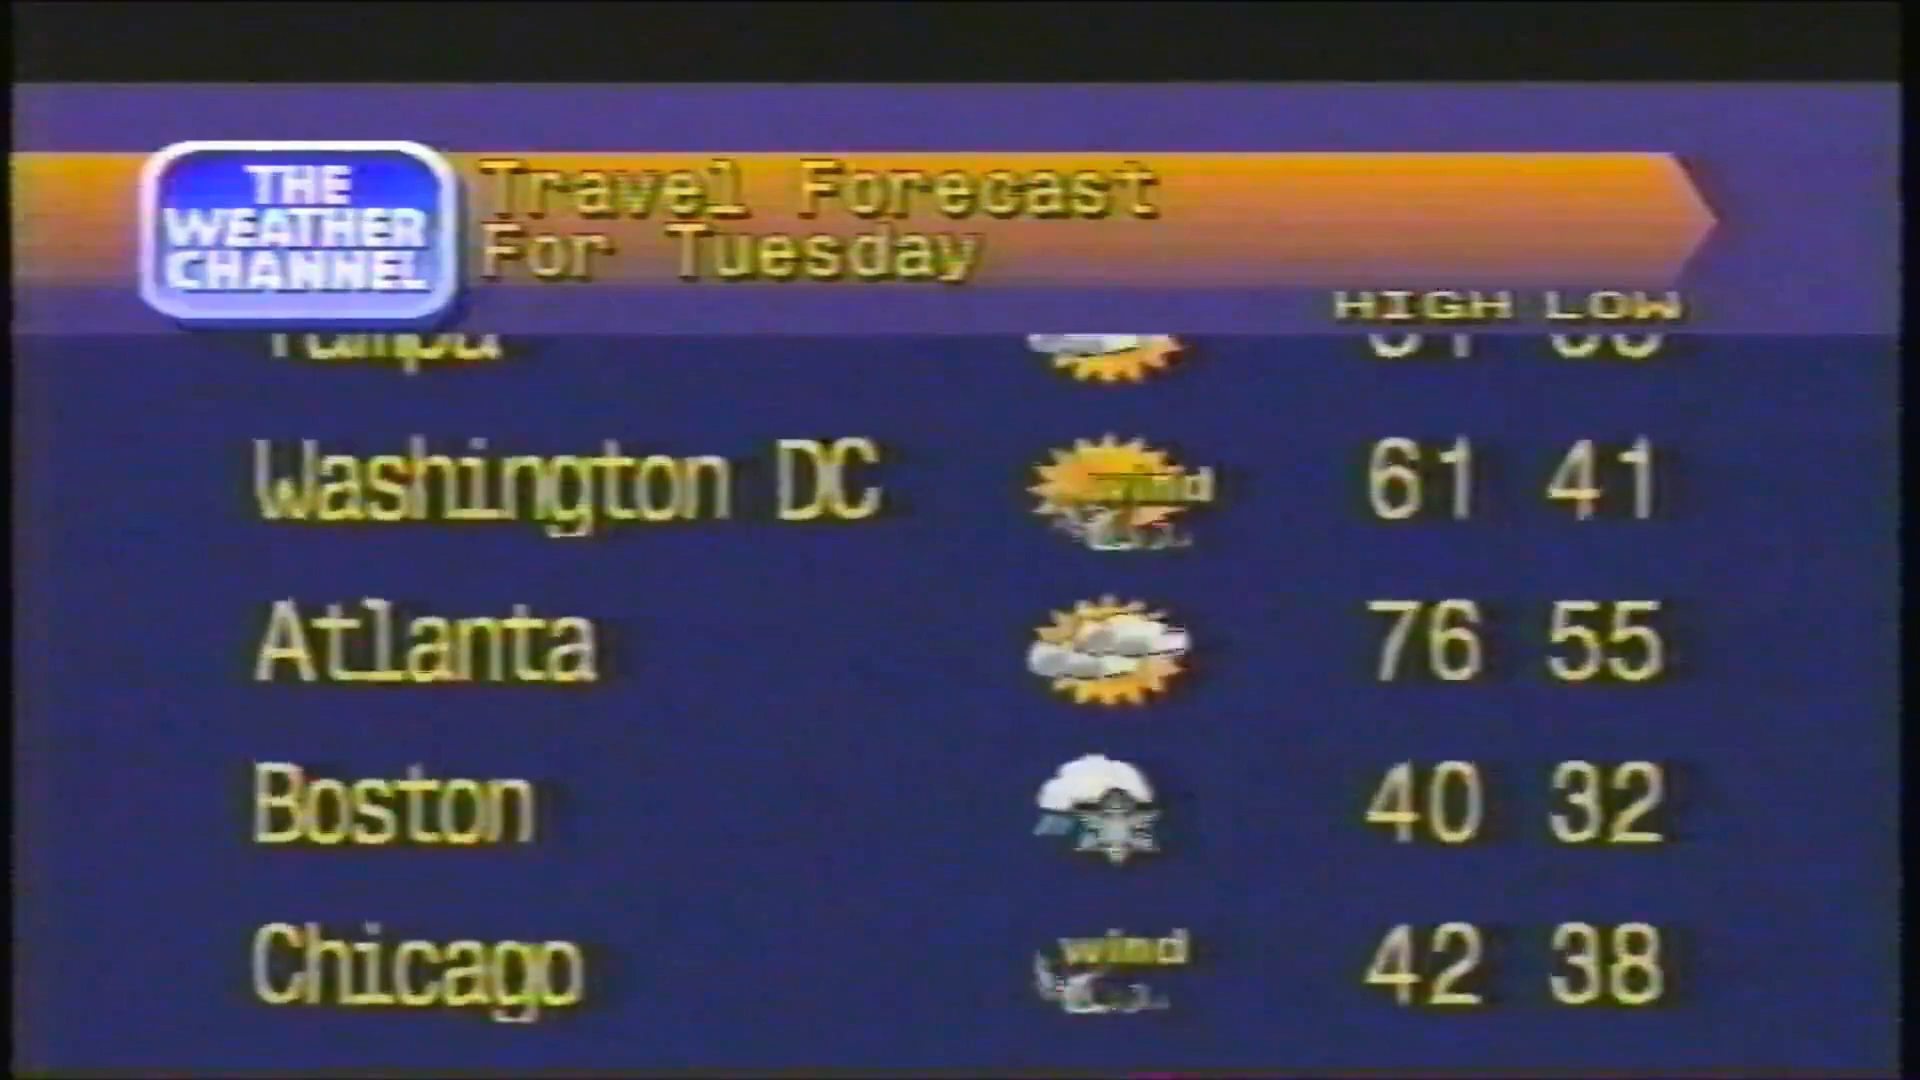 THE
WEATHER
CHANNEL
Travel Forecast
For Tuesday
HIGH LOW
Tampa
Washington DC wind 61 41
Atlanta 76 55
Boston 40 32
Chicago wind 42 38